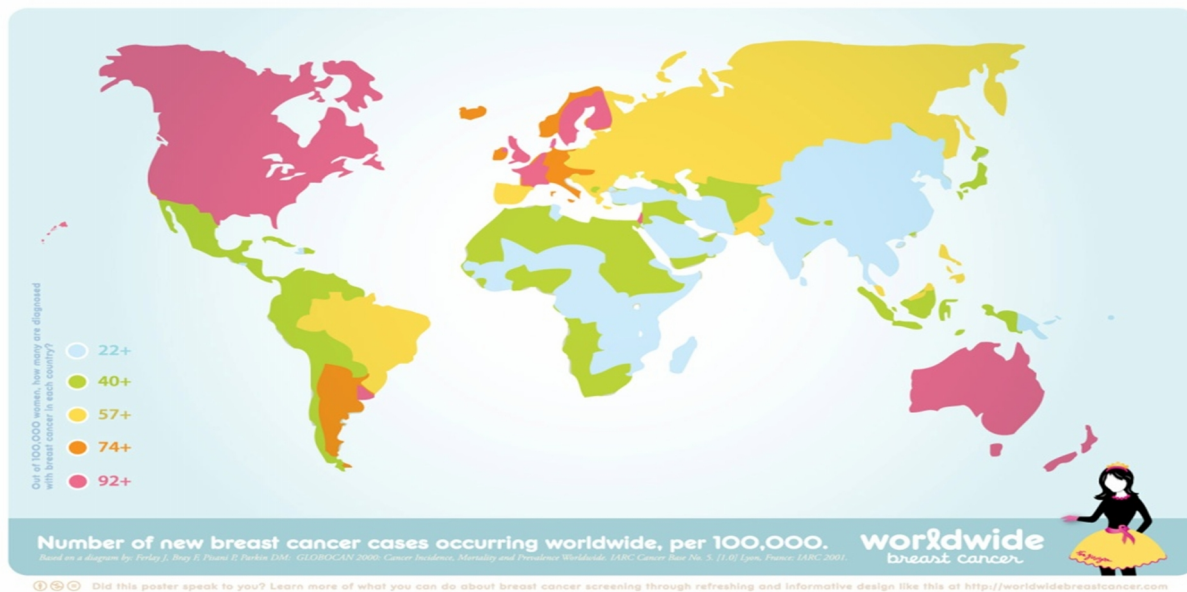 Out of 100,000 women, how many are diagnosed
with breast cancer in each country?
22+
40+
57+
74+
92+
Number of new breast cancer cases occurring worldwide, per 100,000.
Based on a diagram by: Ferlay J, Bray F, Pisani P, Parkin DM. GLOBOCAN 2000: Cancer Incidence, Mortality and Prevalence Worldwide. IARC Cancer Base No. 5. [1.0] Lyon, France: IARC 2001.
worldwide
breast cancer
Did this poster speak to you? Learn more of what you can do about breast cancer screening through refreshing and informative design like this at http://worldwidebreastcancer.com